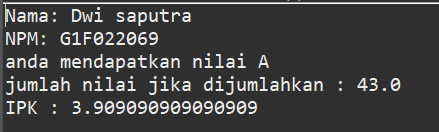 Nama: Dwi saputra
NPM: G1F022069
anda mendapatkan nilai A
jumlah nilai jika dijumlahkan : 43.0
IPK : 3.909090909090909